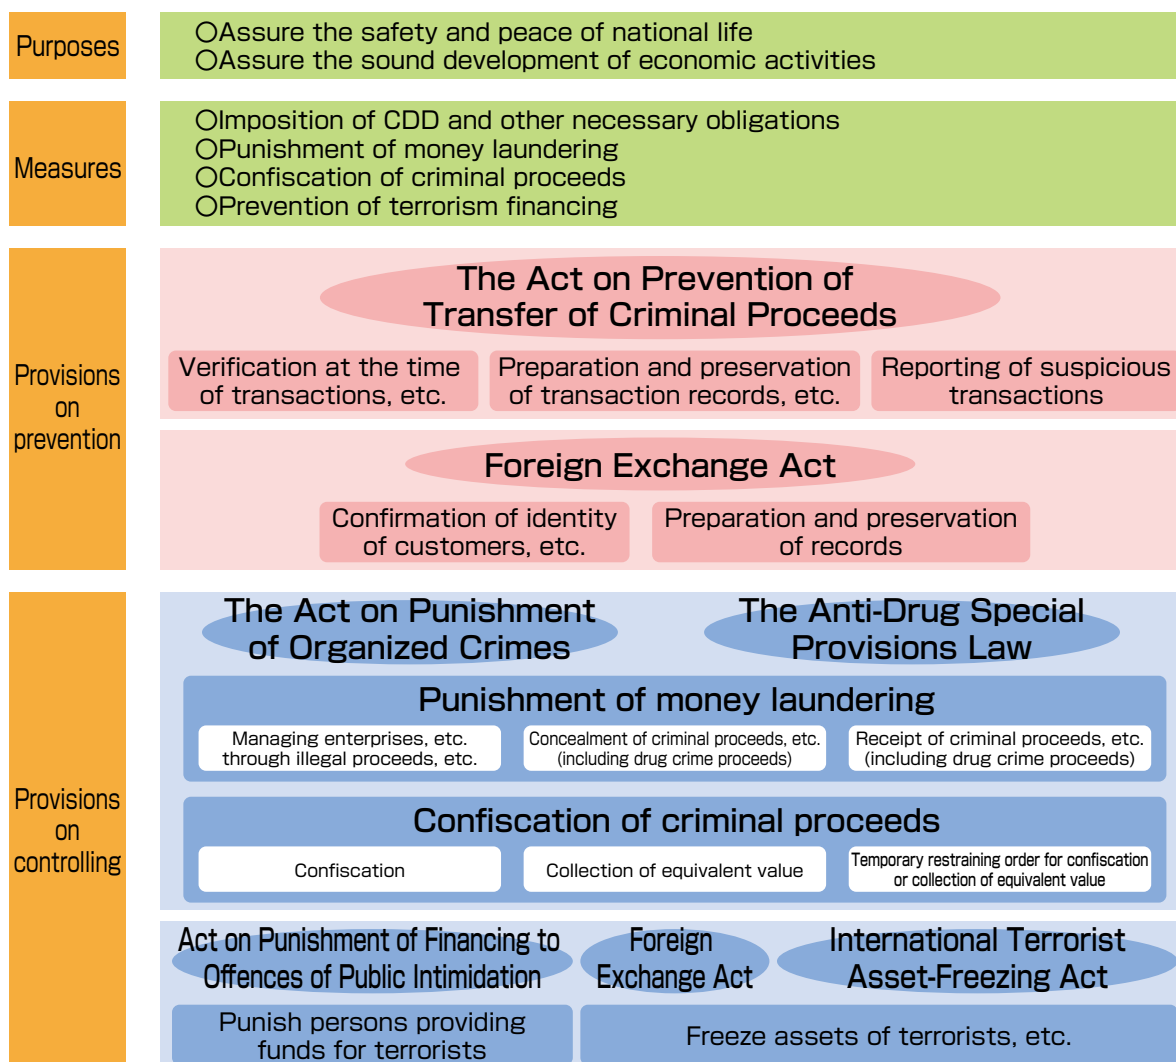 Purposes
○Assure the safety and peace of national life
○Assure the sound development of economic activities
Measures
○Imposition of CDD and other necessary obligations
○Punishment of money laundering
○Confiscation of criminal proceeds
○Prevention of terrorism financing
Provisions
on
prevention
The Act on Prevention of
Transfer of Criminal Proceeds
Verification at the time
of transactions, etc.
Preparation and preservation
of transaction records, etc.
Reporting of suspicious
transactions
Foreign Exchange Act
Confirmation of identity
of customers, etc.
Preparation and preservation
of records
Provisions
on
controlling
The Act on Punishment
of Organized Crimes
The Anti-Drug Special
Provisions Law
Punishment of money laundering
Managing enterprises, etc.
through illegal proceeds, etc.
Concealment of criminal proceeds, etc.
(including drug crime proceeds)
Receipt of criminal proceeds, etc.
(including drug crime proceeds)
Confiscation of criminal proceeds
Confiscation
Collection of equivalent value
Temporary restraining order for confiscation
or collection of equivalent value
Act on Punishment of Financing to
Offences of Public Intimidation
Foreign
Exchange Act
International Terrorist
Asset-Freezing Act
Punish persons providing
funds for terrorists
Freeze assets of terrorists, etc.